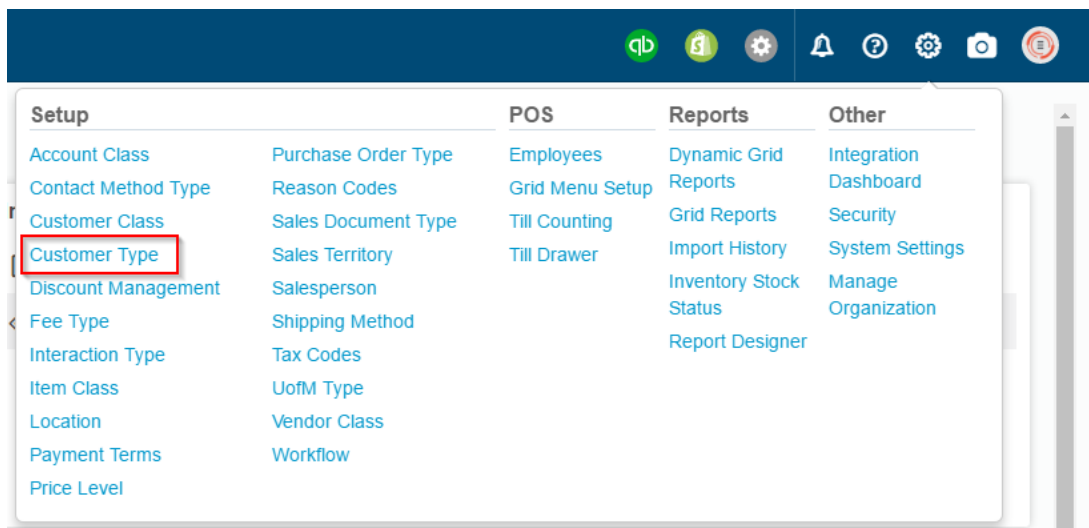 qb
Setup
Account Class
Contact Method Type
Customer Class
Customer Type
Discount Management
Fee Type
Interaction Type
Item Class
Location
Payment Terms
Price Level
Purchase Order Type
Reason Codes
Sales Document Type
Sales Territory
Salesperson
Shipping Method
Tax Codes
UofM Type
Vendor Class
Workflow
POS
Employees
Grid Menu Setup
Till Counting
Till Drawer
Reports
Dynamic Grid
Reports
Grid Reports
Import History
Inventory Stock
Status
Report Designer
Other
Integration
Dashboard
Security
System Settings
Manage
Organization